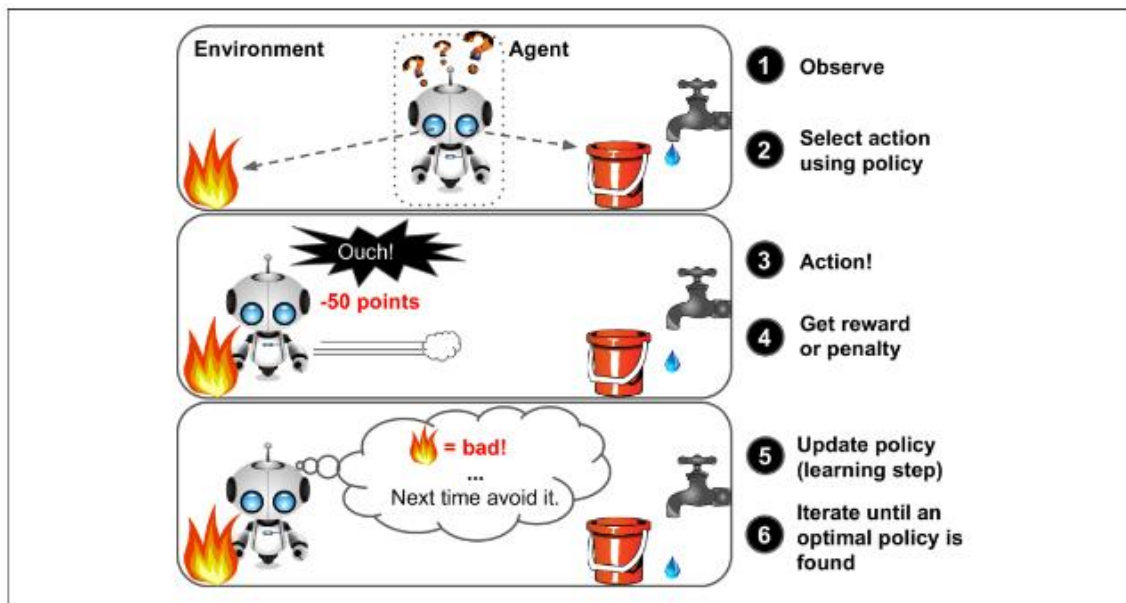 Environment
Agent
? ? ?
1 Observe
2 Select action
using policy
Ouch!
-50 points
3 Action!
4 Get reward
or penalty
= bad!
...
Next time avoid it.
5 Update policy
(learning step)
6 Iterate until an
optimal policy is
found